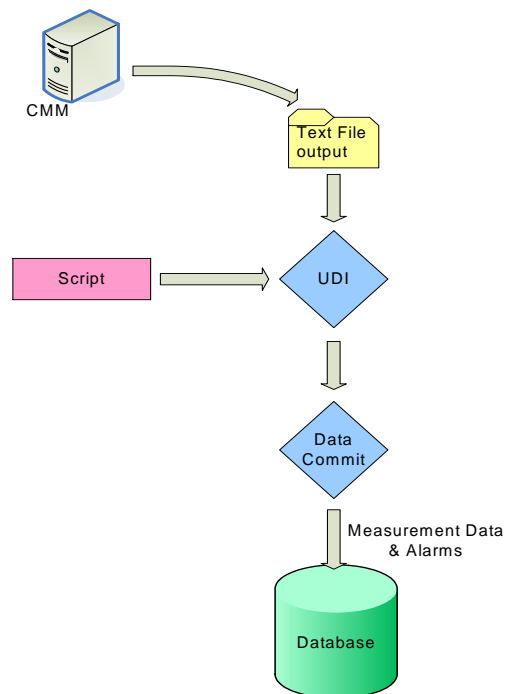 CMM
Text File
output
Script
UDI
Data
Commit
Measurement Data
& Alarms
Database